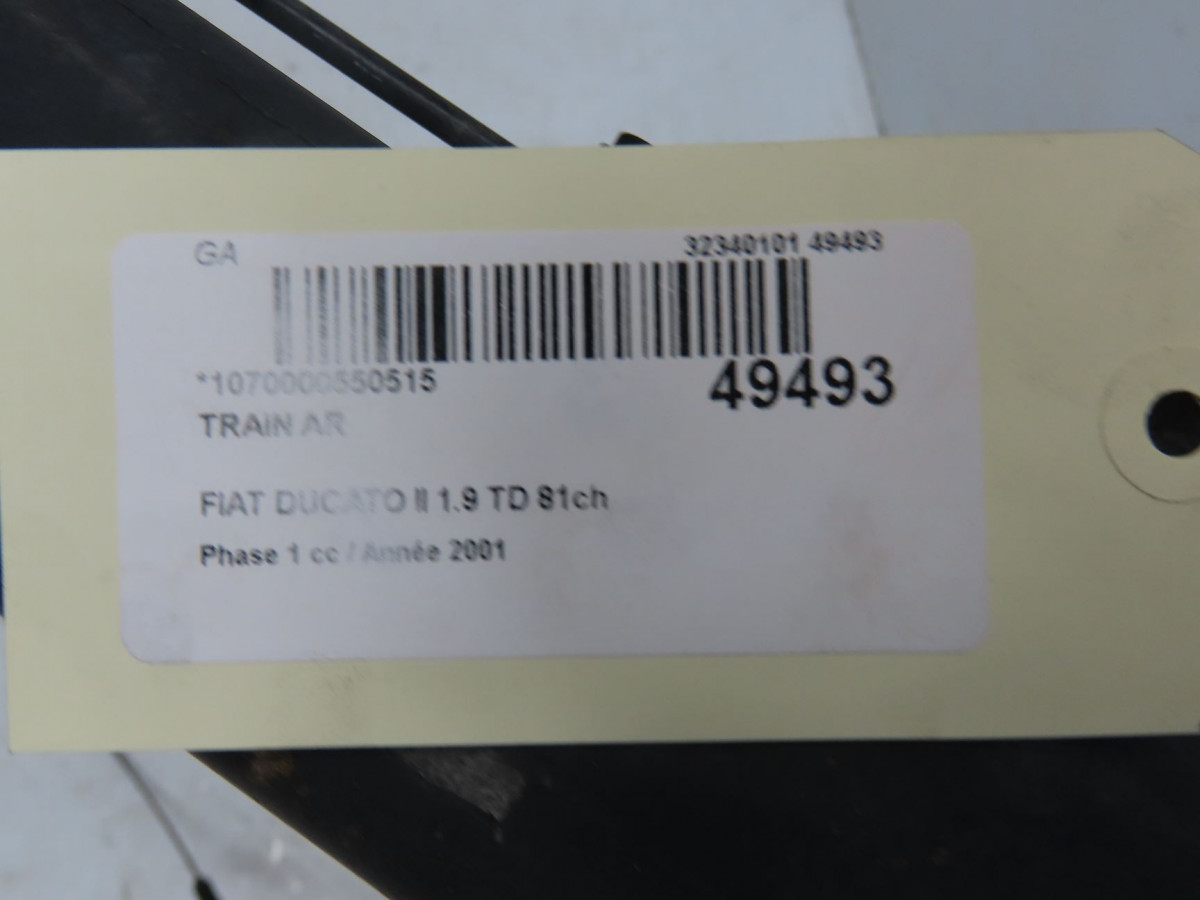 GA
32340101 49493
*1070000550515
49493
TRAIN AR
FIAT DUCATO II 1.9 TD 81ch
Phase 1 cc / Année 2001